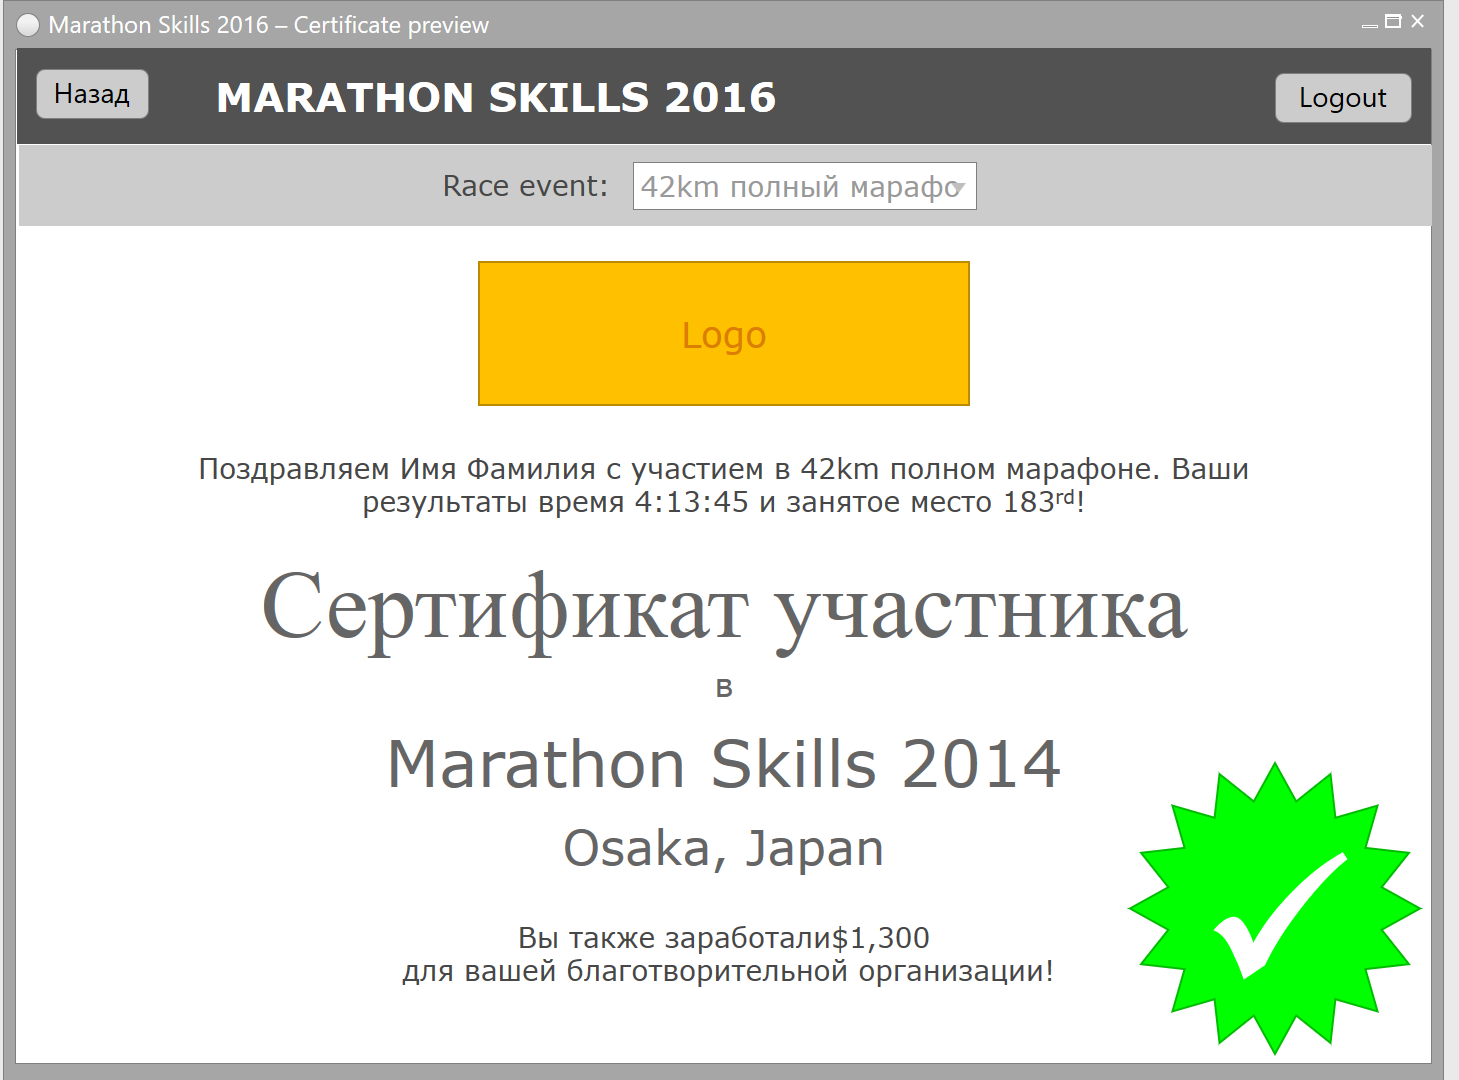 Marathon Skills 2016 – Certificate preview
Назад
MARATHON SKILLS 2016
Logout
Race event:
42km полный марафо
Logo
Поздравляем Имя Фамилия с участием в 42km полном марафоне. Ваши
результаты время 4:13:45 и занятое место 183rd!
Сертификат участника
в
Marathon Skills 2014
Osaka, Japan
Вы также заработали$1,300
для вашей благотворительной организации!